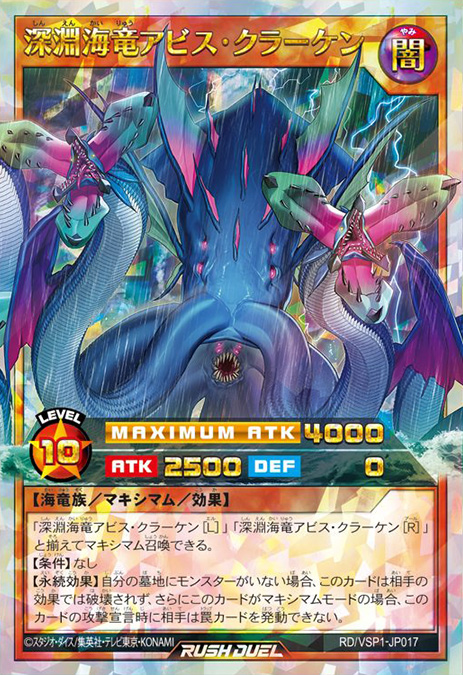 深淵海竜アビス・クラーケン
闇
LEVEL
10
MAXIMUM ATK 4000
ATK 2500 DEF 0
【海竜族／マキシマム／効果】
「深淵海竜アビス・クラーケン［L］」「深淵海竜アビス・クラーケン［R］」
と揃えてマキシマム召喚できる。
【条件】なし
【永続効果】自分の墓地にモンスターがいない場合、このカードは相手の
効果では破壊されず、さらにこのカードがマキシマムモードの場合、こ
のカードの攻撃宣言時に相手は罠カードを発動できない。
©スタジオ・ダイス/集英社・テレビ東京・KONAMI
RD/VSP1-JP017
RUSH DUEL